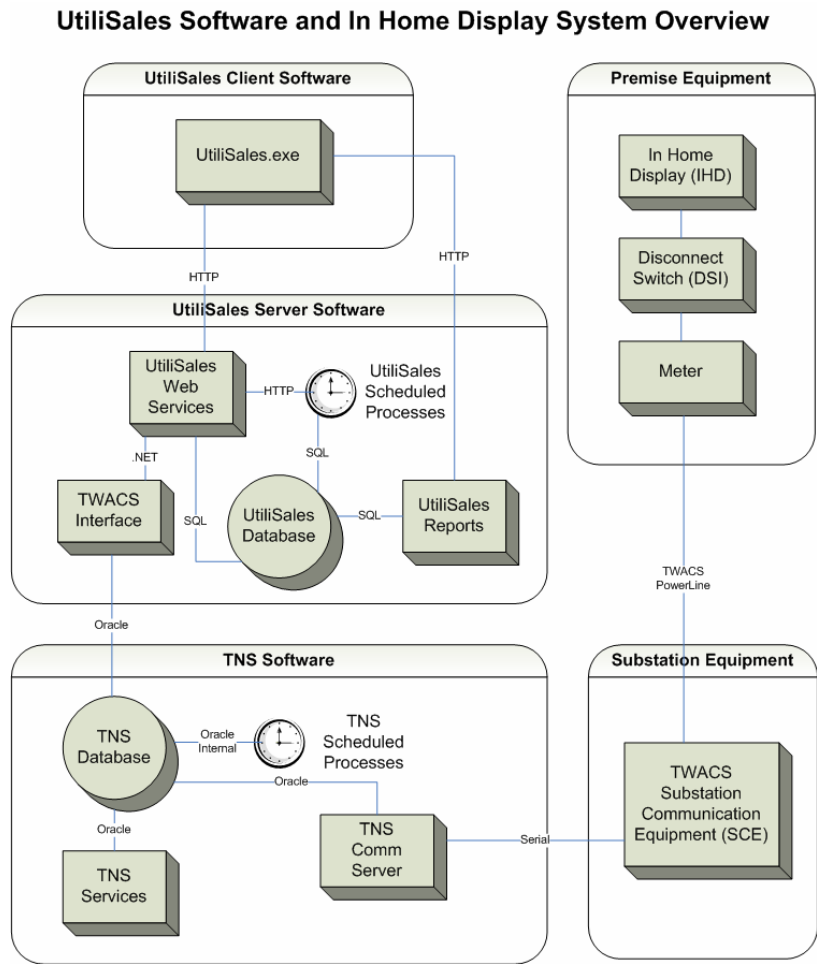 UtiliSales Software and In Home Display System Overview
UtiliSales Client Software
UtiliSales.exe
HTTP
HTTP
UtiliSales Server Software
UtiliSales
Web
Services
HTTP
UtiliSales
Scheduled
Processes
.NET
SQL
SQL
TWACS
Interface
UtiliSales
Database
SQL
UtiliSales
Reports
Oracle
TNS Software
TNS
Database
Oracle
Internal
TNS
Scheduled
Processes
Oracle
Oracle
TNS
Services
TNS
Comm
Server
Serial
Premise Equipment
In Home
Display (IHD)
Disconnect
Switch (DSI)
Meter
TWACS
PowerLine
Substation Equipment
TWACS
Substation
Communication
Equipment (SCE)